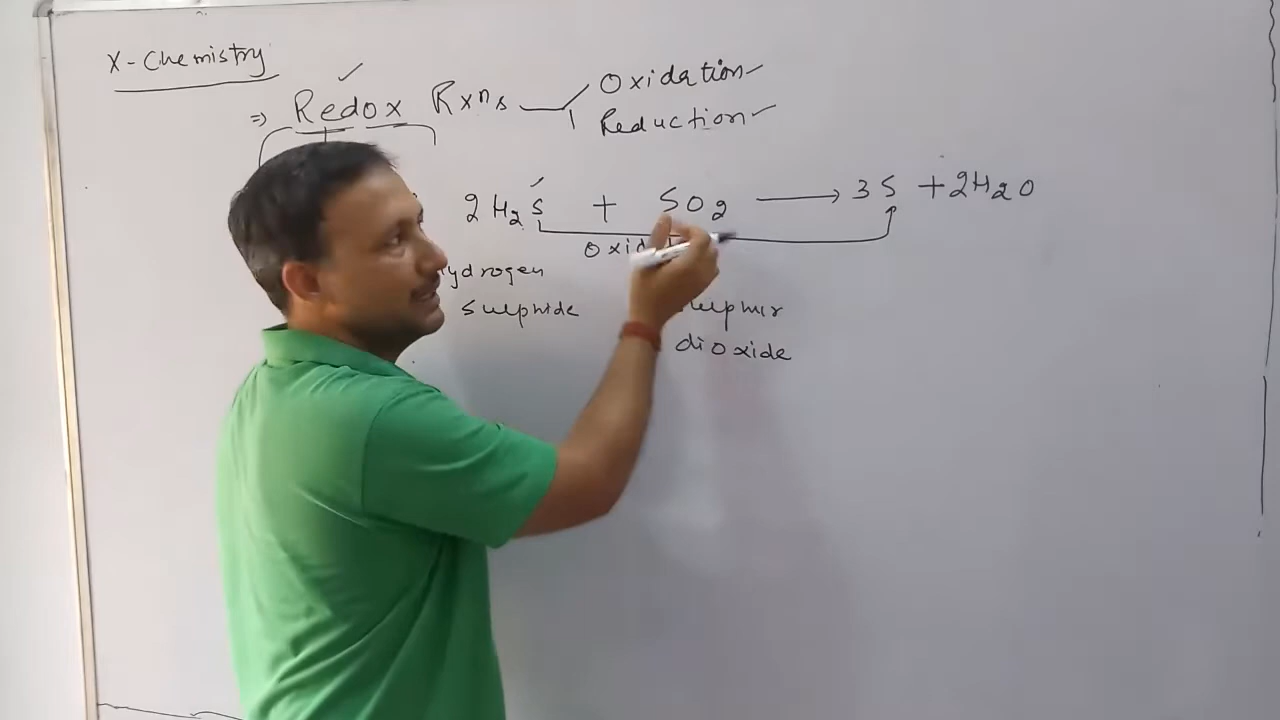 X-Chemistry
⇒ Redox Rxns Oxidation
Reduction
2H₂S + SO₂ → 3S + 2H₂O
sulphide
dioxide